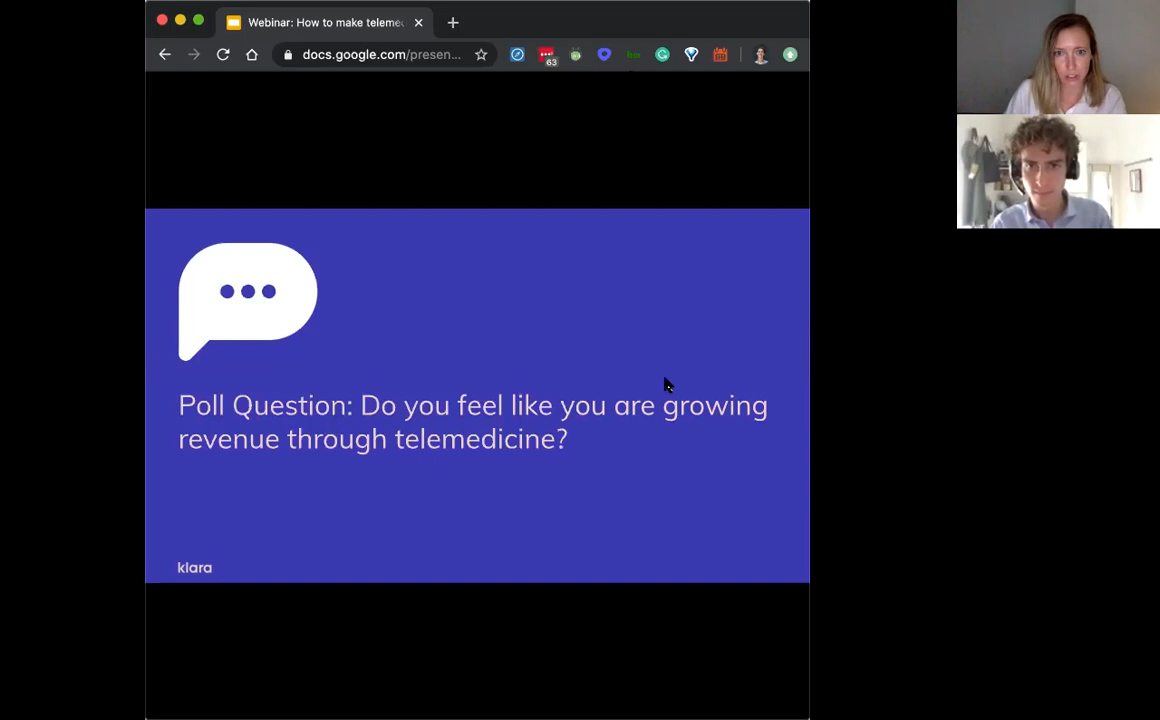 Webinar: How to make teleme
docs.google.com/presen...
63
Poll Question: Do you feel like you are growing
revenue through telemedicine?
klara